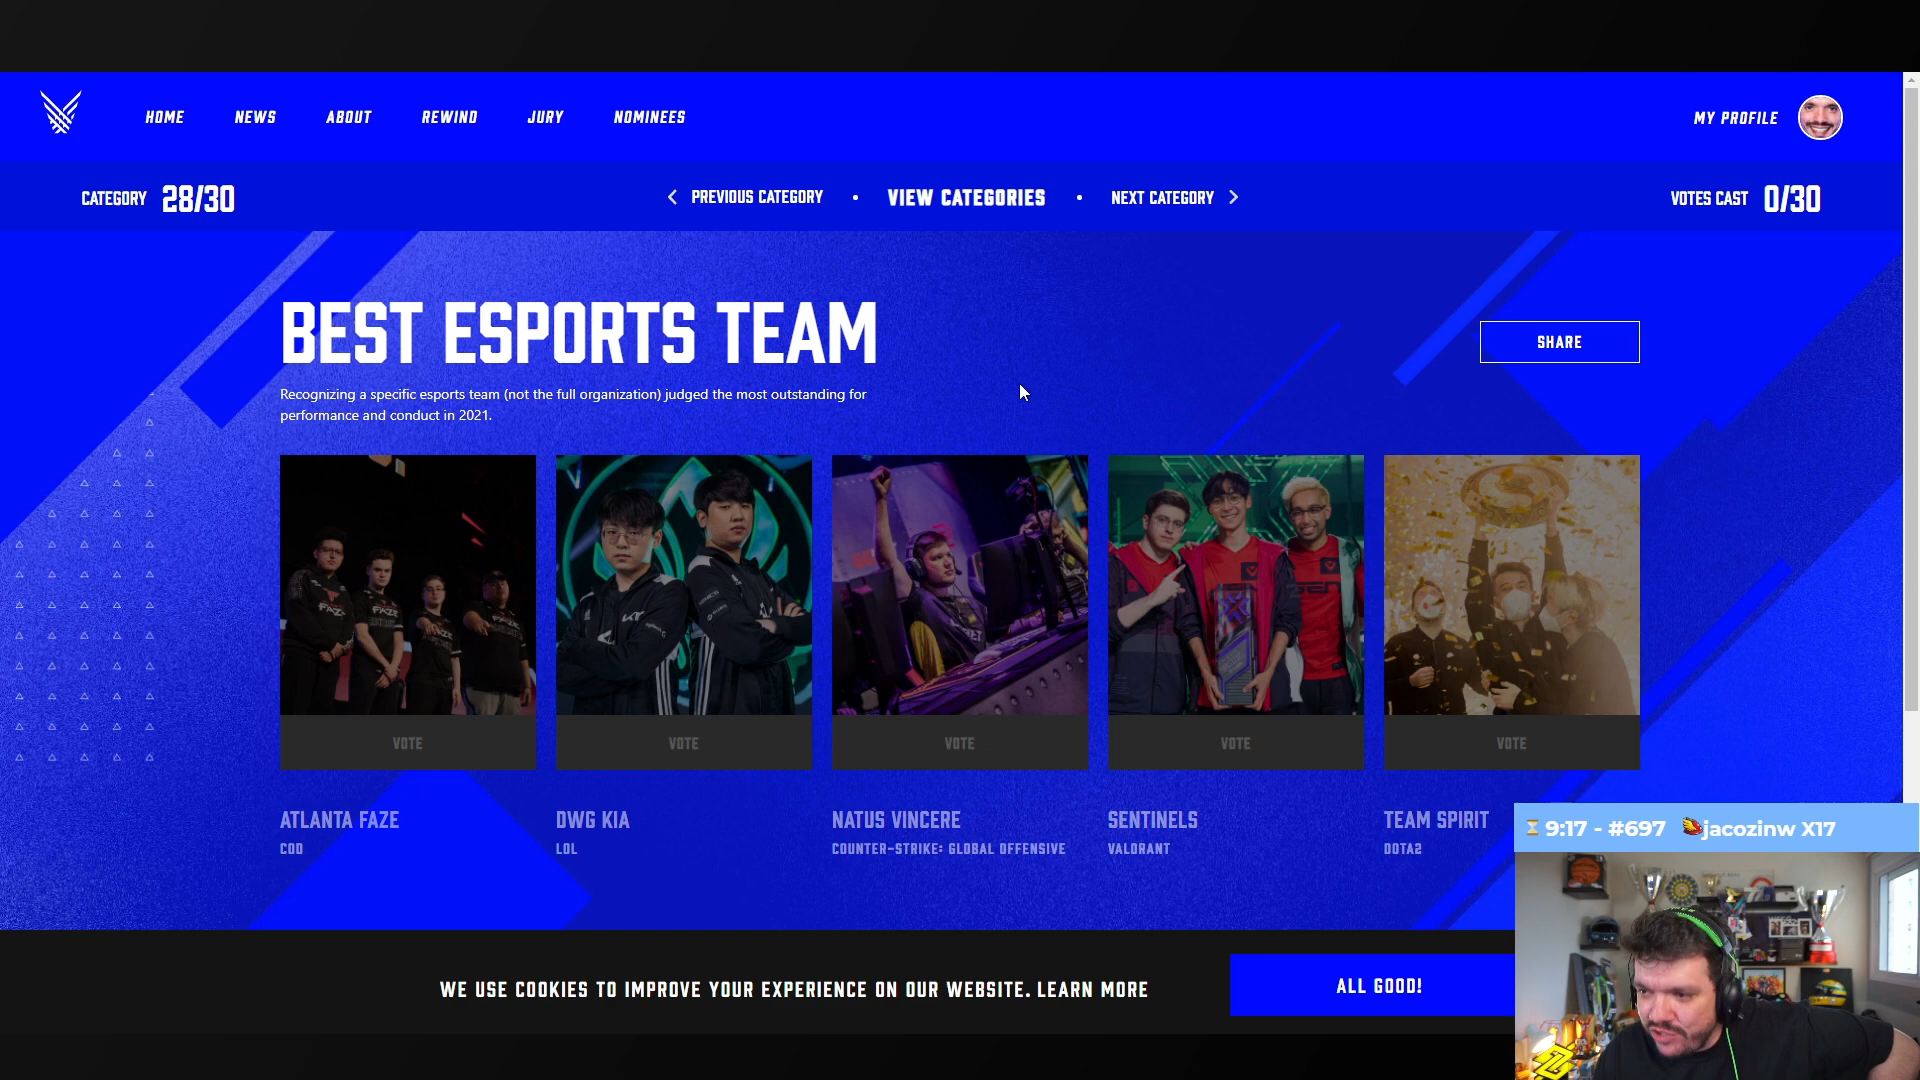 HOME
NEWS
ABOUT
REWIND
JURY
NOMINEES
MY PROFILE
CATEGORY 28/30
PREVIOUS CATEGORY
VIEW CATEGORIES
NEXT CATEGORY
VOTES CAST 0/30
BEST ESPORTS TEAM
SHARE
Recognizing a specific esports team (not the full organization) judged the most outstanding for
performance and conduct in 2021.
VOTE
VOTE
VOTE
VOTE
VOTE
ATLANTA FAZE
COD
DWG KIA
LOL
NATUS VINCERE
COUNTER-STRIKE: GLOBAL OFFENSIVE
SENTINELS
VALORANT
TEAM SPIRIT
DOTA2
9:17 - #697 jacozinw X17
WE USE COOKIES TO IMPROVE YOUR EXPERIENCE ON OUR WEBSITE. LEARN MORE
ALL GOOD!